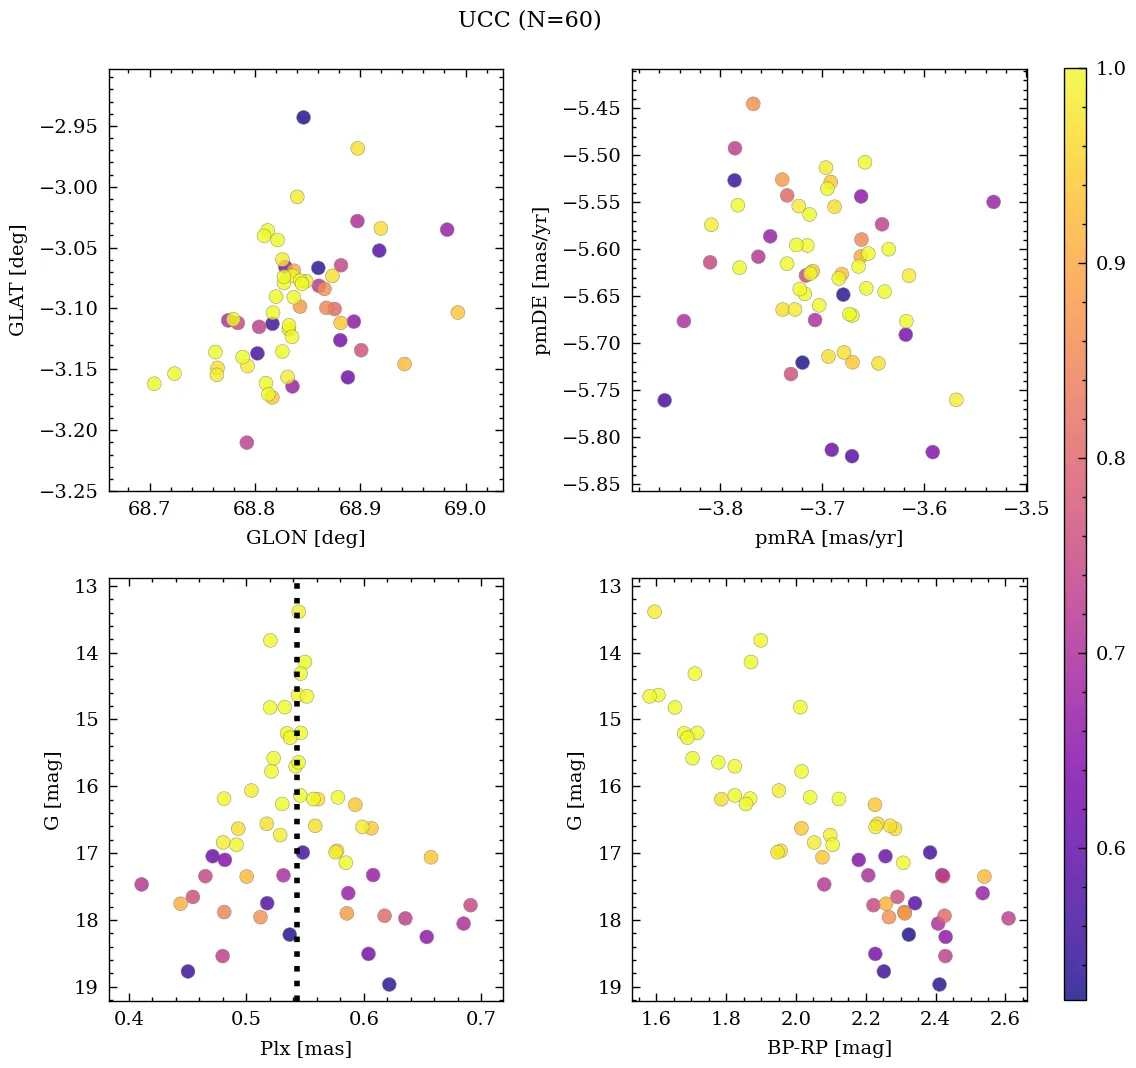 UCC (N=60)
−2.95
−3.00
−3.05
−3.10
−3.15
−3.20
−3.25
GLAT [deg]
68.7 68.8 68.9 69.0
GLON [deg]
−5.45
−5.50
−5.55
−5.60
−5.65
−5.70
−5.75
−5.80
−5.85
pmDE [mas/yr]
−3.8 −3.7 −3.6 −3.5
pmRA [mas/yr]
13
14
15
16
17
18
19
G [mag]
0.4 0.5 0.6 0.7
Plx [mas]
13
14
15
16
17
18
19
G [mag]
1.6 1.8 2.0 2.2 2.4 2.6
BP-RP [mag]
1.0
0.9
0.8
0.7
0.6